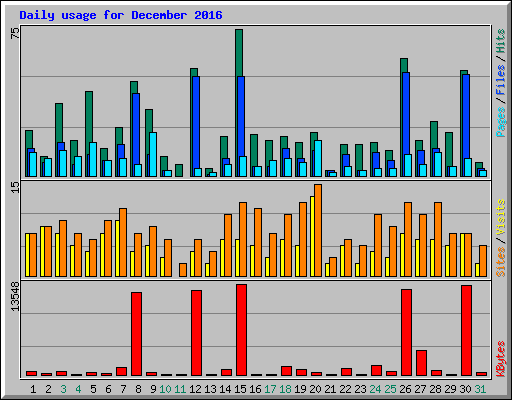 Daily usage for December 2016
75
Pages/Files/Hits
15
Sites/Visits
13548
KBytes
1 2 3 4 5 6 7 8 9 10 11 12 13 14 15 16 17 18 19 20 21 22 23 24 25 26 27 28 29 30 31